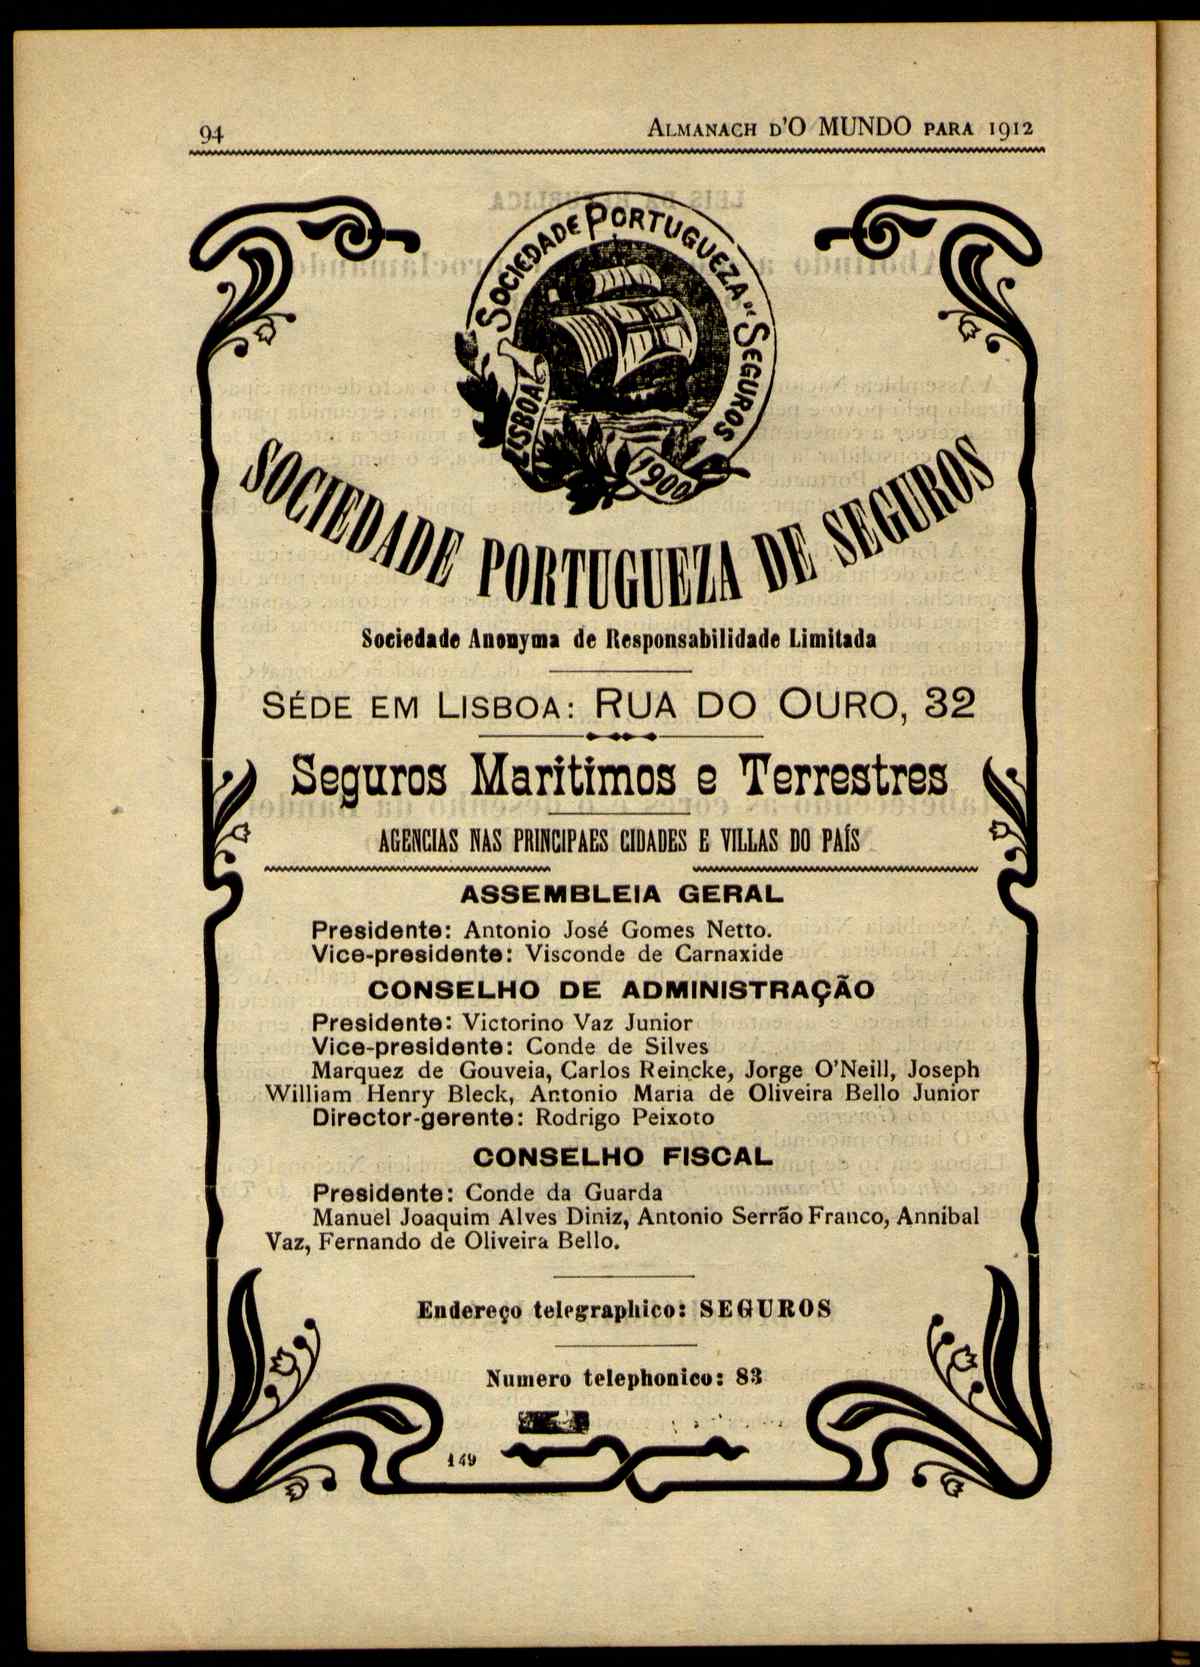 94
ALMANACH D'O MUNDO PARA 1912
SOCIEDADE PORTUGUEZA "SEGUROS
LISBOA
1900
SOCIEDADE PORTUGUEZA DE SEGUROS
Sociedade Anonyma de Responsabilidade Limitada
SÉDE EM LISBOA: RUA DO OURO, 32
Seguros Maritimos e Terrestres
AGENCIAS NAS PRINCIPAES CIDADES E VILLAS DO PAÍS
ASSEMBLEIA GERAL
Presidente: Antonio José Gomes Netto.
Vice-presidente: Visconde de Carnaxide
CONSELHO DE ADMINISTRAÇÃO
Presidente: Victorino Vaz Junior
Vice-presidente: Conde de Silves
Marquez de Gouveia, Carlos Reincke, Jorge O'Neill, Joseph
William Henry Bleck, Antonio Maria de Oliveira Bello Junior
Director-gerente: Rodrigo Peixoto
CONSELHO FISCAL
Presidente: Conde da Guarda
Manuel Joaquim Alves Diniz, Antonio Serrão Franco, Annibal
Vaz, Fernando de Oliveira Bello.
Endereço telegraphico: SEGUROS
Numero telephonico: 83
149